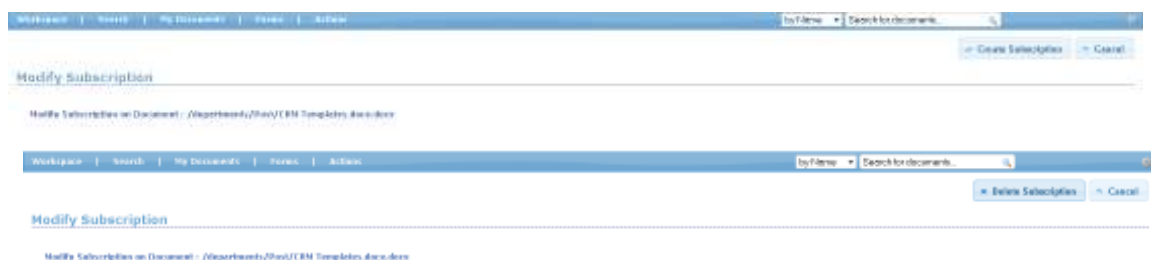 Workspace | Search | My Documents | Forms | Actions by Name Search for documents...
Create Subscription Cancel
Modify Subscription
Modify Subscription on Document : /departments/ CRM Templates.docx.docx
Workspace | Search | My Documents | Forms | Actions by Name Search for documents...
Delete Subscription Cancel
Modify Subscription
Modify Subscription on Document : /departments/ CRM Templates.docx.docx